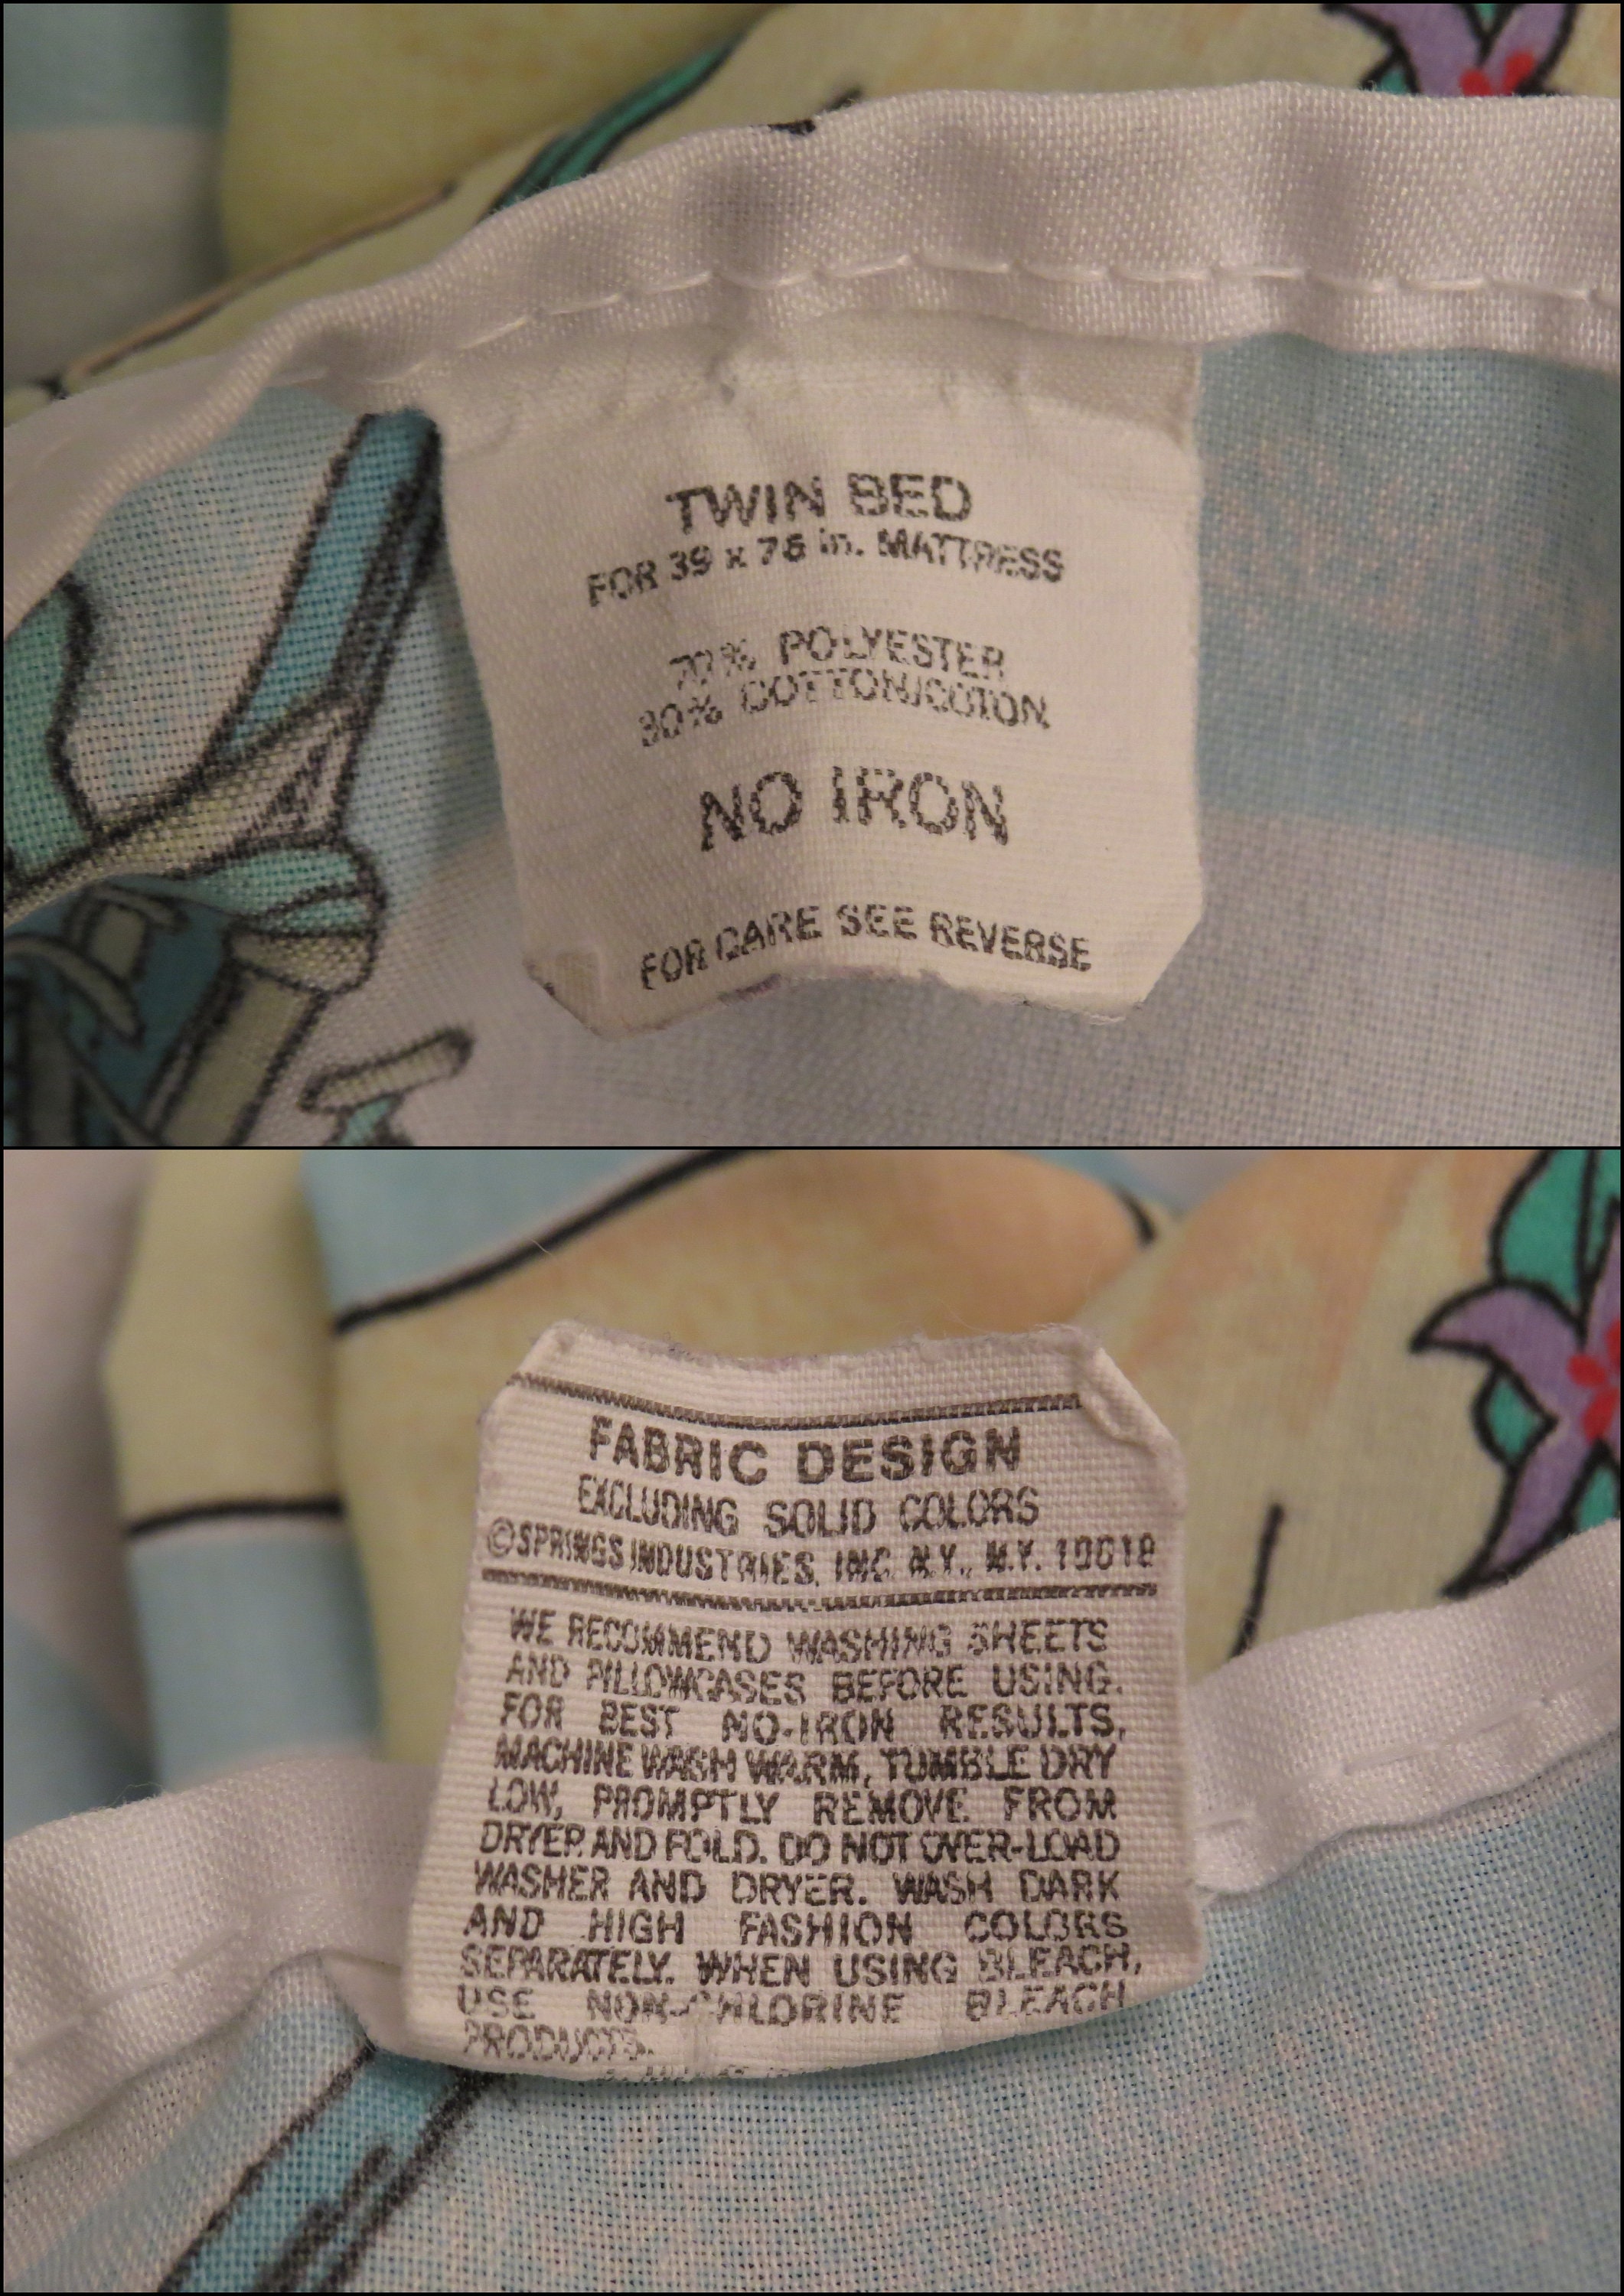 TWIN BED
FOR 39 x 75 in. MATTRESS
70% POLYESTER
30% COTTON/COTON
NO IRON
FOR CARE SEE REVERSE
FABRIC DESIGN
EXCLUDING SOLID COLORS
©SPRINGS INDUSTRIES, INC. N.Y., N.Y. 10018
WE RECOMMEND WASHING SHEETS
AND PILLOWCASES BEFORE USING.
FOR BEST NO-IRON RESULTS,
MACHINE WASH WARM, TUMBLE DRY
LOW, PROMPTLY REMOVE FROM
DRYER AND FOLD. DO NOT OVER-LOAD
WASHER AND DRYER. WASH DARK
AND HIGH FASHION COLORS
SEPARATELY. WHEN USING BLEACH,
USE NON-CHLORINE BLEACH
PRODUCTS.